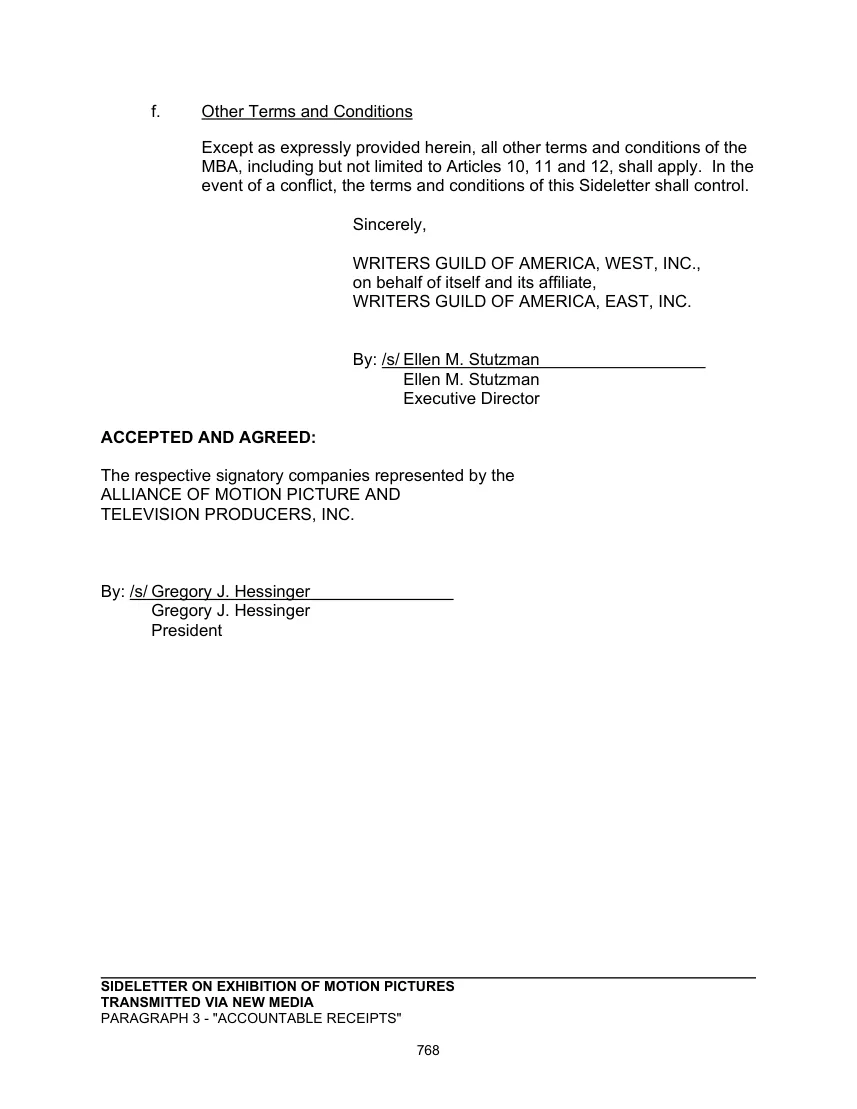 f. Other Terms and Conditions
Except as expressly provided herein, all other terms and conditions of the
MBA, including but not limited to Articles 10, 11 and 12, shall apply.  In the
event of a conflict, the terms and conditions of this Sideletter shall control.
Sincerely,
WRITERS GUILD OF AMERICA, WEST, INC.,
on behalf of itself and its affiliate,
WRITERS GUILD OF AMERICA, EAST, INC.
By: /s/ Ellen M. Stutzman
Ellen M. Stutzman
Executive Director
ACCEPTED AND AGREED:
The respective signatory companies represented by the
ALLIANCE OF MOTION PICTURE AND
TELEVISION PRODUCERS, INC.
By: /s/ Gregory J. Hessinger
Gregory J. Hessinger
President
SIDELETTER ON EXHIBITION OF MOTION PICTURES
TRANSMITTED VIA NEW MEDIA
PARAGRAPH 3 - "ACCOUNTABLE RECEIPTS"
768